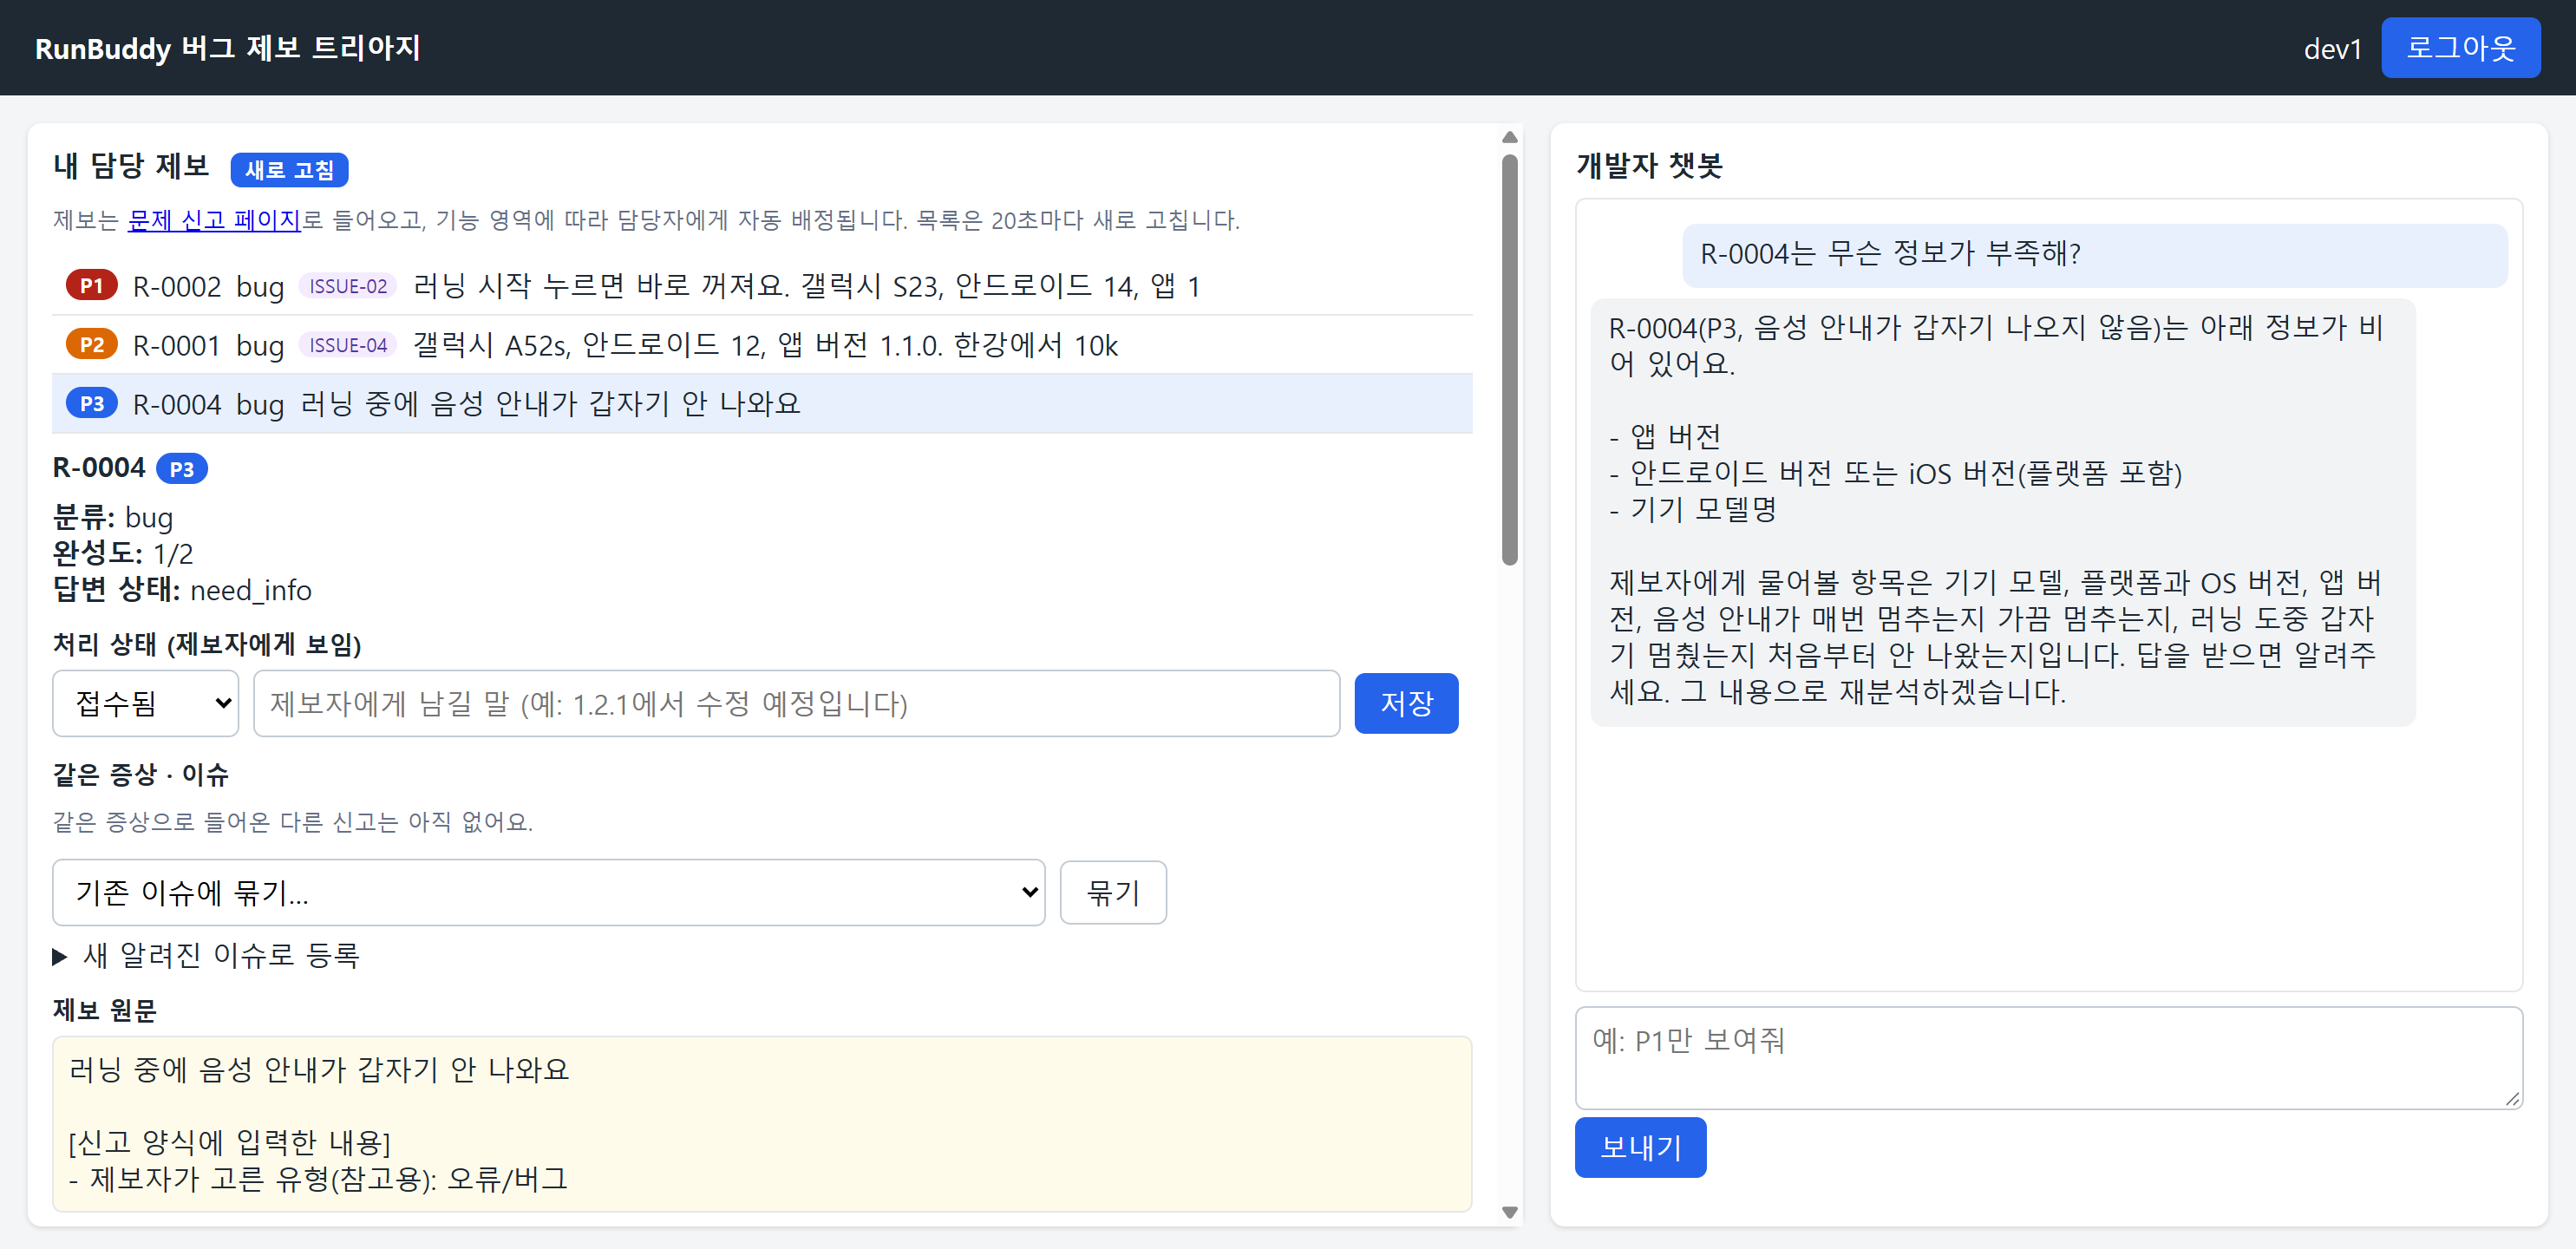 RunBuddy 버그 제보 트리아지
dev1 로그아웃
내 담당 제보 새로 고침
제보는 문제 신고 페이지로 들어오고, 기능 영역에 따라 담당자에게 자동 배정됩니다. 목록은 20초마다 새로 고칩니다.
P1 R-0002 bug ISSUE-02 러닝 시작 누르면 바로 꺼져요. 갤럭시 S23, 안드로이드 14, 앱 1
P2 R-0001 bug ISSUE-04 갤럭시 A52s, 안드로이드 12, 앱 버전 1.1.0. 한강에서 10k
P3 R-0004 bug 러닝 중에 음성 안내가 갑자기 안 나와요
R-0004 P3
분류: bug
완성도: 1/2
답변 상태: need_info
처리 상태 (제보자에게 보임)
접수됨 제보자에게 남길 말 (예: 1.2.1에서 수정 예정입니다) 저장
같은 증상 · 이슈
같은 증상으로 들어온 다른 신고는 아직 없어요.
기존 이슈에 묶기... 묶기
▶ 새 알려진 이슈로 등록
제보 원문
러닝 중에 음성 안내가 갑자기 안 나와요
[신고 양식에 입력한 내용]
- 제보자가 고른 유형(참고용): 오류/버그
개발자 챗봇
R-0004는 무슨 정보가 부족해?
R-0004(P3, 음성 안내가 갑자기 나오지 않음)는 아래 정보가 비
어 있어요.
- 앱 버전
- 안드로이드 버전 또는 iOS 버전(플랫폼 포함)
- 기기 모델명
제보자에게 물어볼 항목은 기기 모델, 플랫폼과 OS 버전, 앱 버
전, 음성 안내가 매번 멈추는지 가끔 멈추는지, 러닝 도중 갑자
기 멈췄는지 처음부터 안 나왔는지입니다. 답을 받으면 알려주
세요. 그 내용으로 재분석하겠습니다.
예: P1만 보여줘
보내기